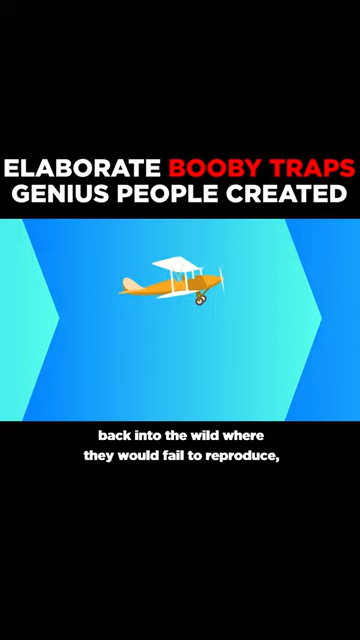 ELABORATE BOOBY TRAPS
GENIUS PEOPLE CREATED
back into the wild where
they would fail to reproduce,